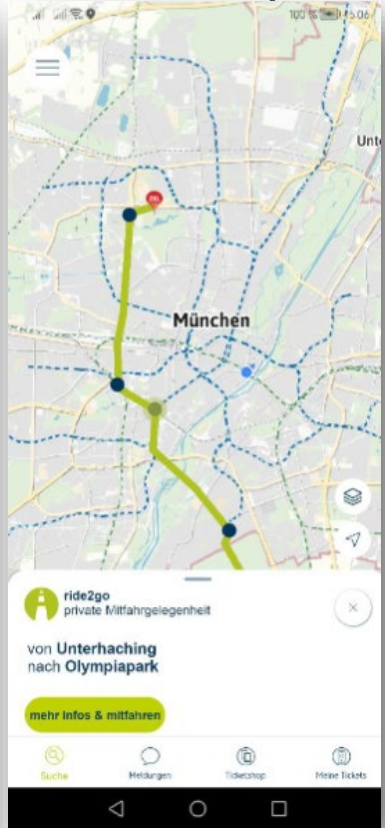 100 % 15:06
Unte
München
ride2go
private Mitfahrgelegenheit
von Unterhaching
nach Olympiapark
mehr Infos & mitfahren
Suche
Meldungen
Ticketshop
Meine Tickets